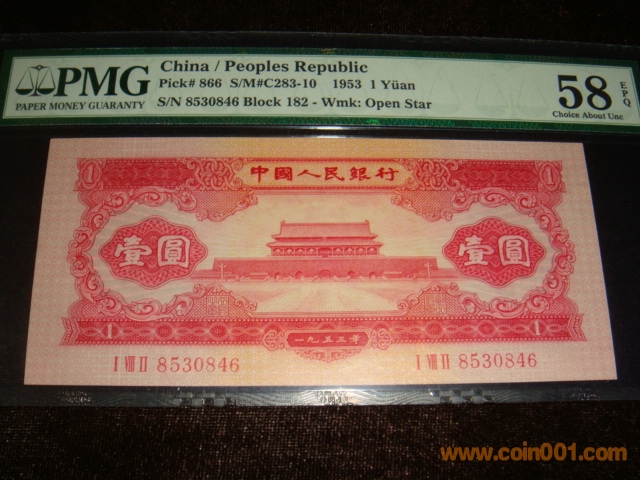 PMG
PAPER MONEY GUARANTY
China / Peoples Republic
Pick# 866 S/M#C283-10 1953 1 Yüan
S/N 8530846 Block 182 - Wmk: Open Star
58 EPQ
Choice About Unc
1
1
中國人民銀行
壹圓
壹圓
1
1
一九五三年
I VIII II 8530846
I VIII II 8530846
www.coin001.com